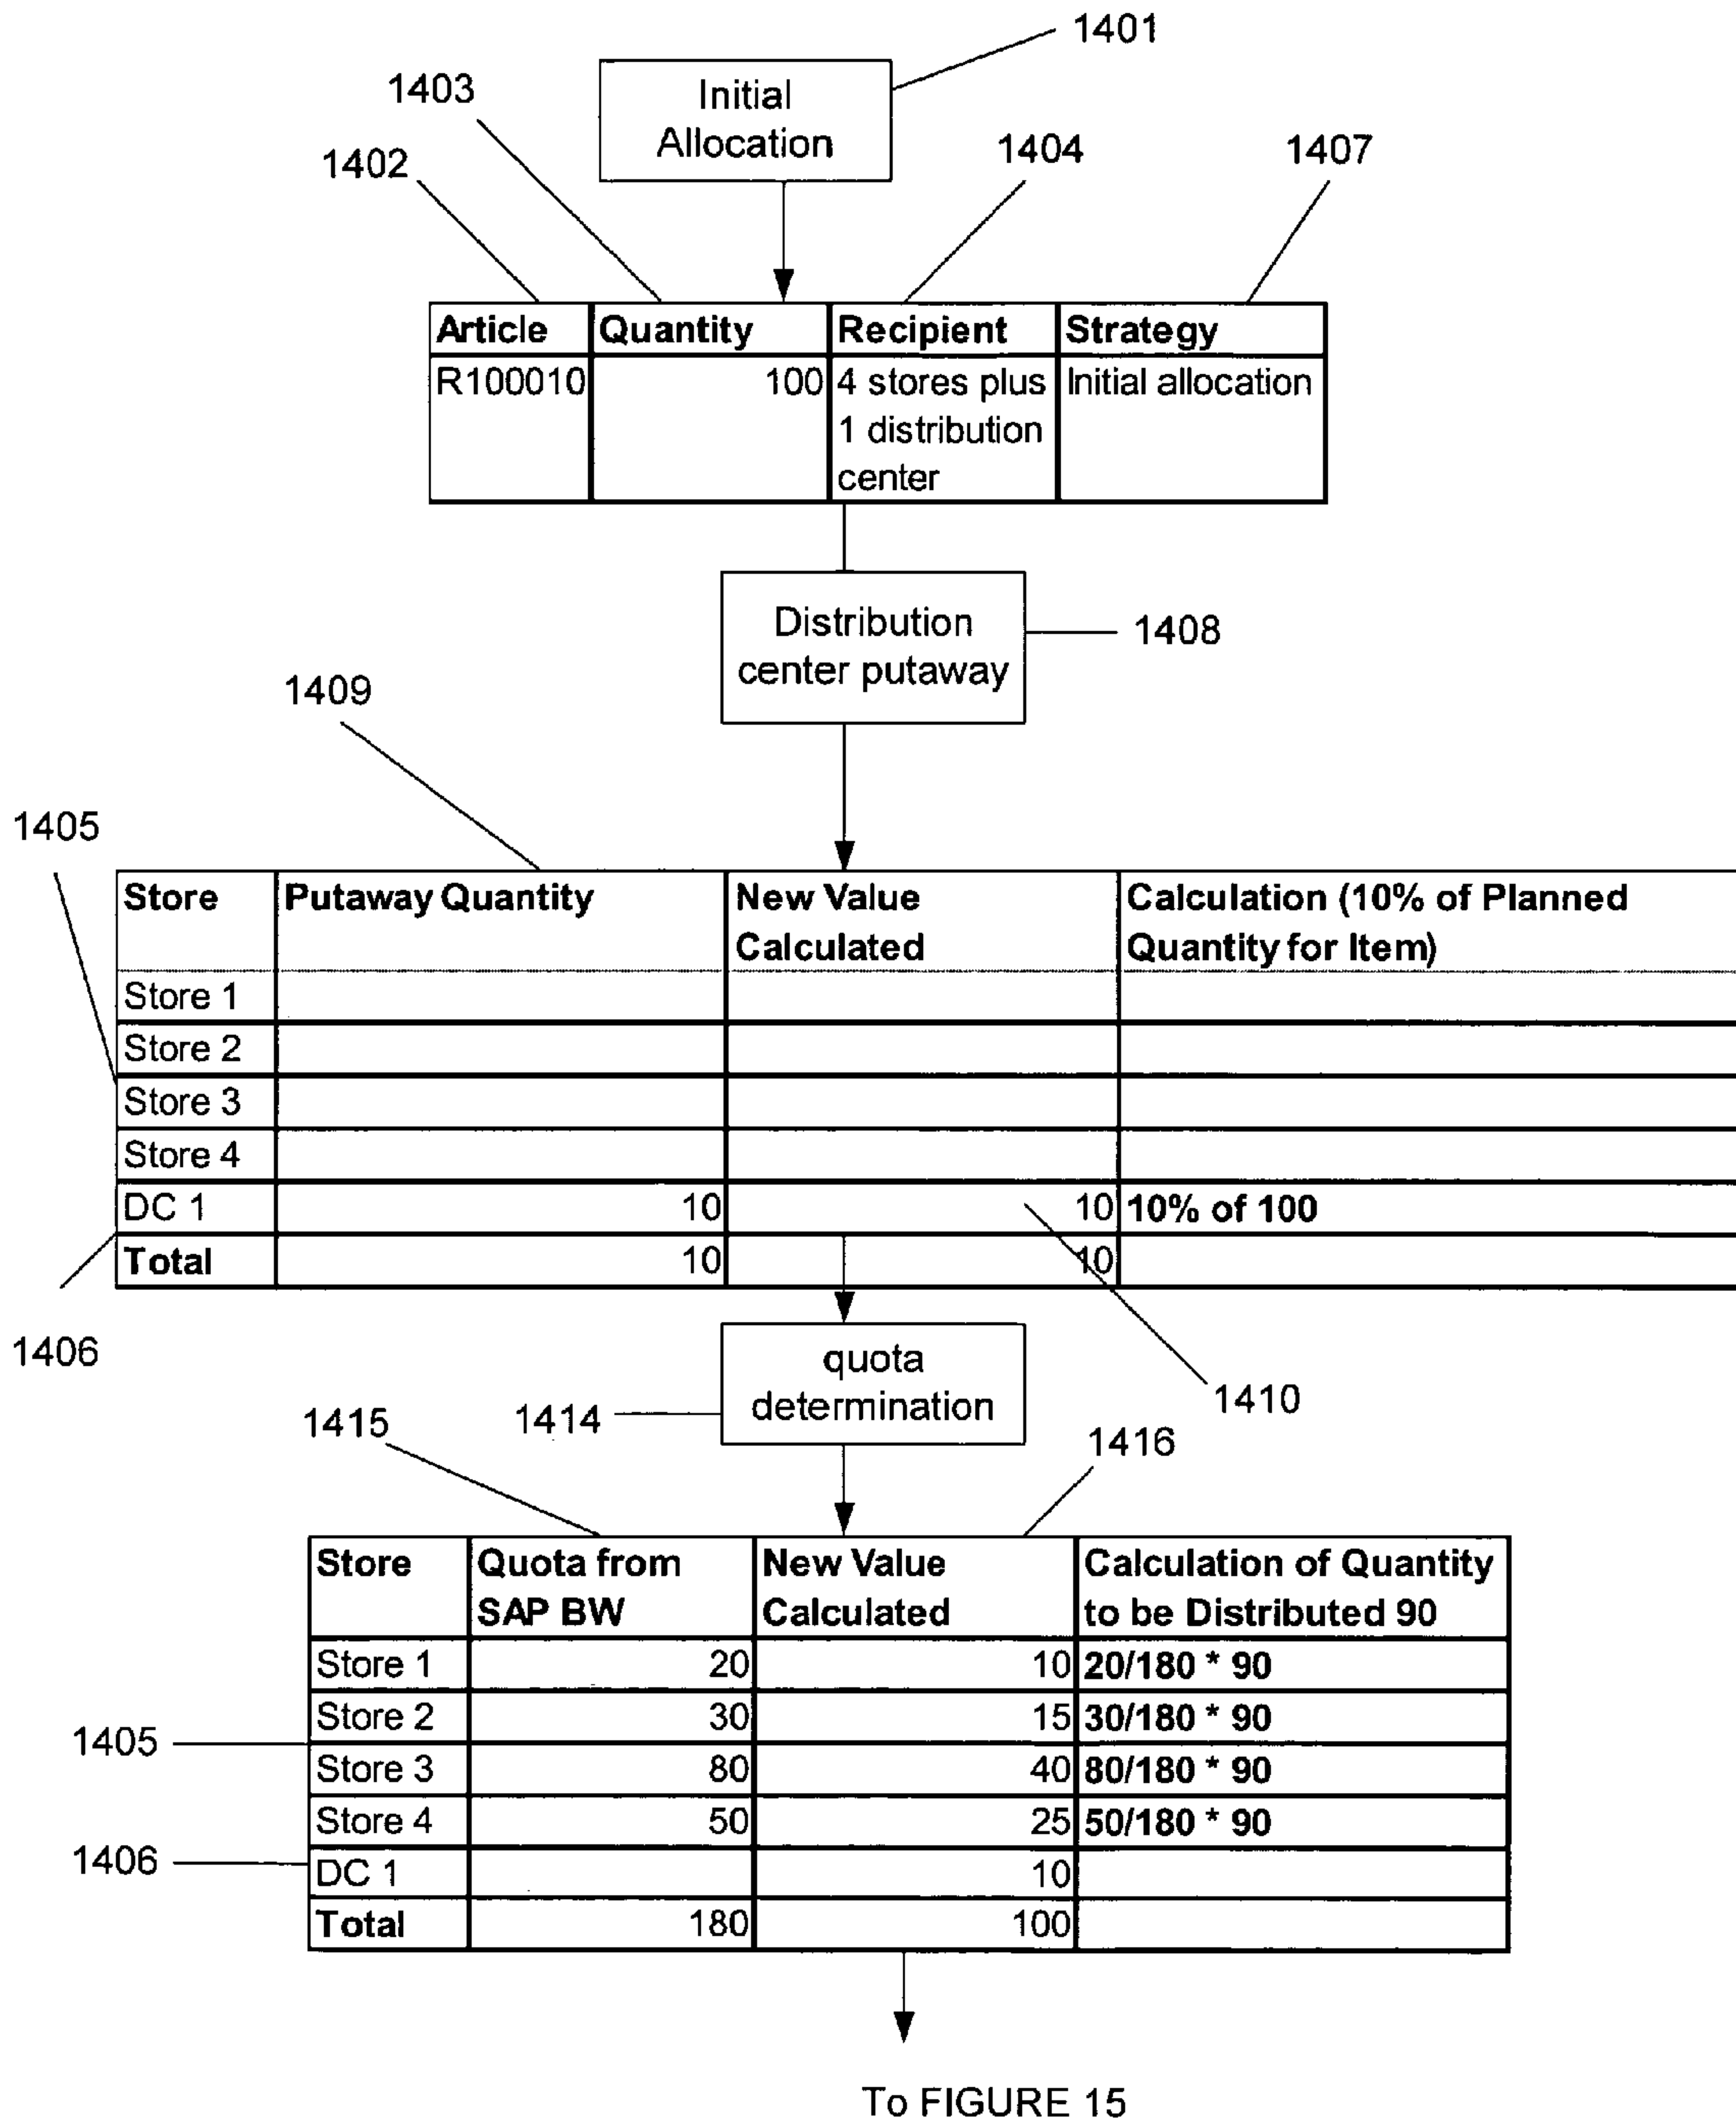 1401
Initial
Allocation
1403
1402
1404
1407
Article Quantity Recipient Strategy
R100010 100 4 stores plus Initial allocation
1 distribution
center
Distribution
center putaway
1408
1409
1405
Store Putaway Quantity New Value Calculation (10% of Planned
Calculated Quantity for Item)
Store 1
Store 2
Store 3
Store 4
DC 1 10 10 10% of 100
Total 10 10
1406
quota
determination
1410
1415
1414
1416
Store Quota from New Value Calculation of Quantity
SAP BW Calculated to be Distributed 90
Store 1 20 10 20/180 * 90
Store 2 30 15 30/180 * 90
1405
Store 3 80 40 80/180 * 90
Store 4 50 25 50/180 * 90
1406
DC 1 10
Total 180 100
To FIGURE 15